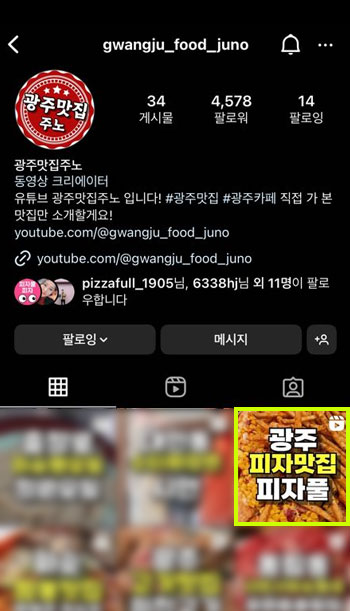 gwangju_food_juno
광주맛집
주노
34
게시물
4,578
팔로워
14
팔로잉
광주맛집주노
동영상 크리에이터
유튜브 광주맛집주노 입니다! #광주맛집 #광주카페 직접 가 본
맛집만 소개할게요!
youtube.com/@gwangju_food_juno
youtube.com/@gwangju_food_juno
피자풀
피자
pizzafull_1905님, 6338hj님 외 11명이 팔로
우합니다
팔로잉
메시지
광주
피자맛집
피자풀